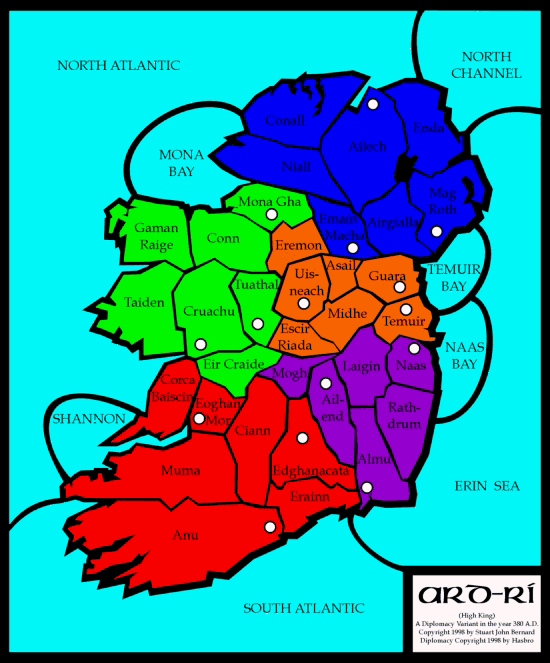 NORTH ATLANTIC
NORTH
CHANNEL
MONA
BAY
Conall
Enda
Ailech
Niall
Mag
Roth
Mona Gha
Emain
Macha
Airgialla
Gaman
Raige
Conn
Eremon
Asail
Guara
TEMUIR
BAY
Uis-
neach
Tuathal
Taiden
Cruachu
Midhe
Temuir
Escir
Riada
NAAS
BAY
Eir Craide
Mogh
Laigin
Naas
Corca
Baiscin
Eoghan
Mor
Ail-
end
Rath-
drum
SHANNON
Ciann
Muma
Edghanacata
Almu
ERIN SEA
Erainn
Anu
SOUTH ATLANTIC
ARD-RÍ
(High King)
A Diplomacy Variant in the year 380 A.D.
Copyright 1998 by Stuart John Bernard
Diplomacy Copyright 1998 by Hasbro